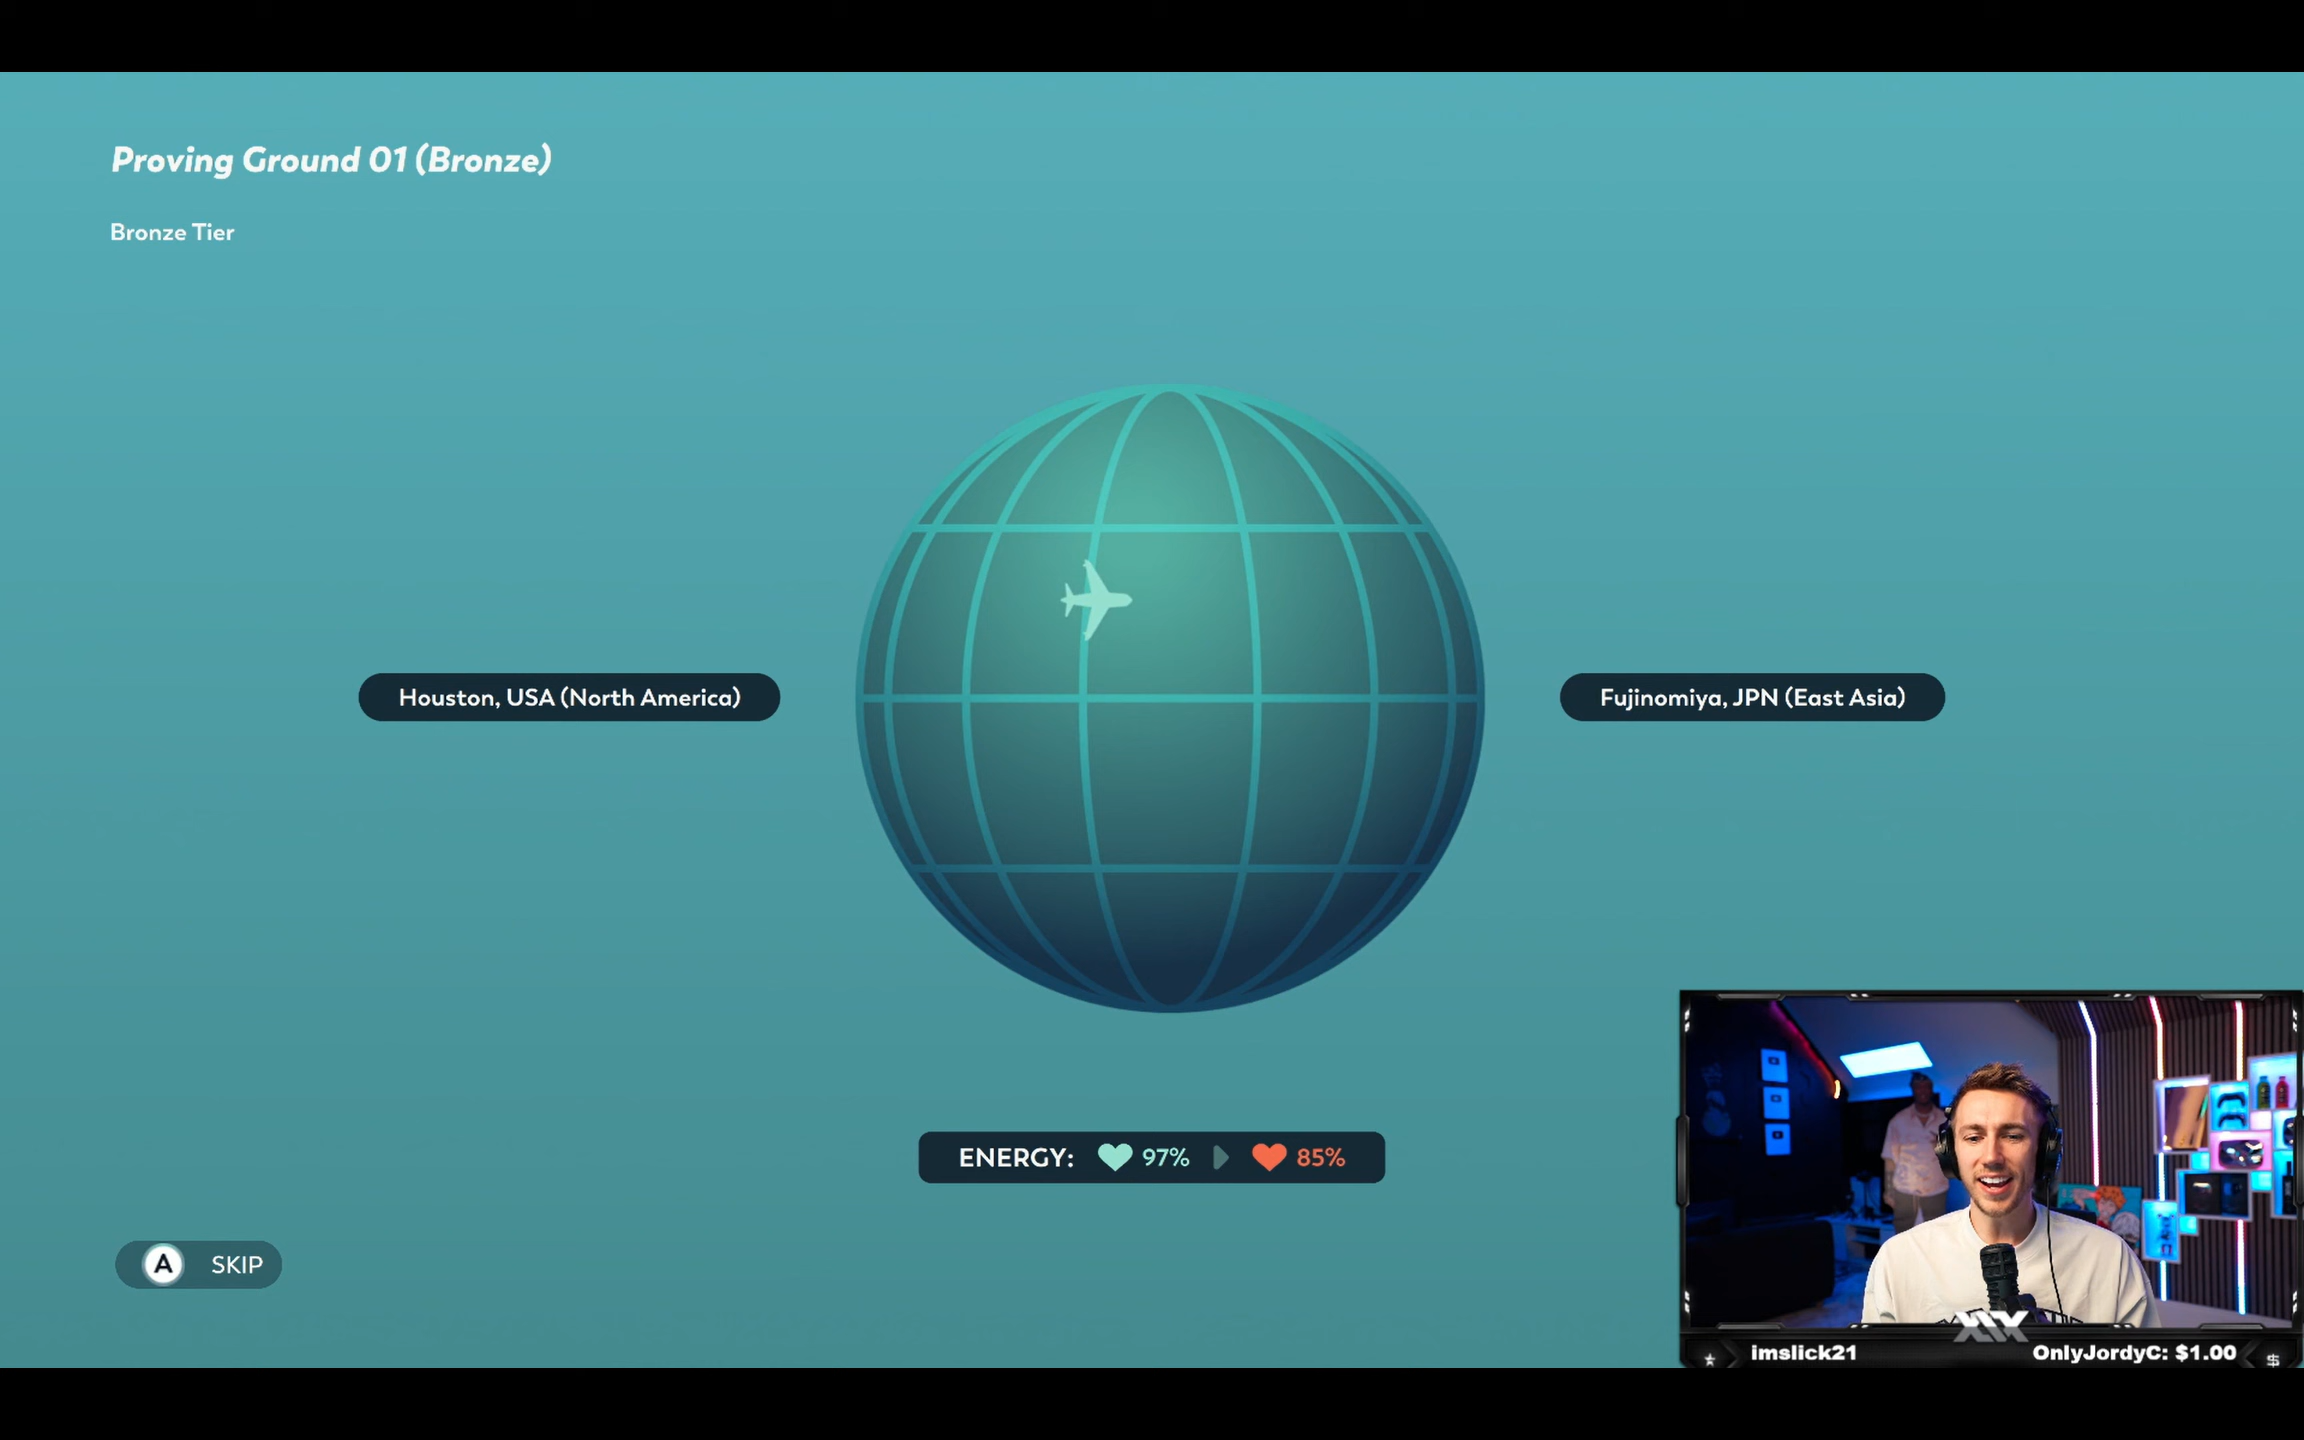 Proving Ground 01 (Bronze)
Bronze Tier
Houston, USA (North America)
Fujinomiya, JPN (East Asia)
ENERGY: 97% 85%
A SKIP
XIX
imslick21
OnlyJordyC: $1.00
$